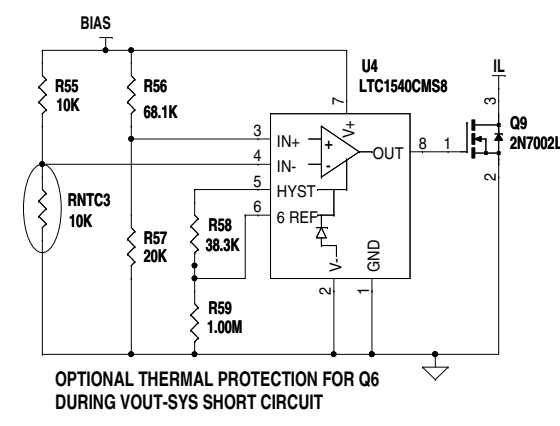 BIAS
R55
10K
R56
68.1K
U4
LTC1540CMS8
IL
7
3
V+
Q9
2N7002L
3
IN+
+
4
IN-
-
OUT
8
1
5
HYST
2
6
6 REF
RNTC3
10K
R57
20K
R58
38.3K
V-
GND
R59
1.00M
2
1
OPTIONAL THERMAL PROTECTION FOR Q6
DURING VOUT-SYS SHORT CIRCUIT